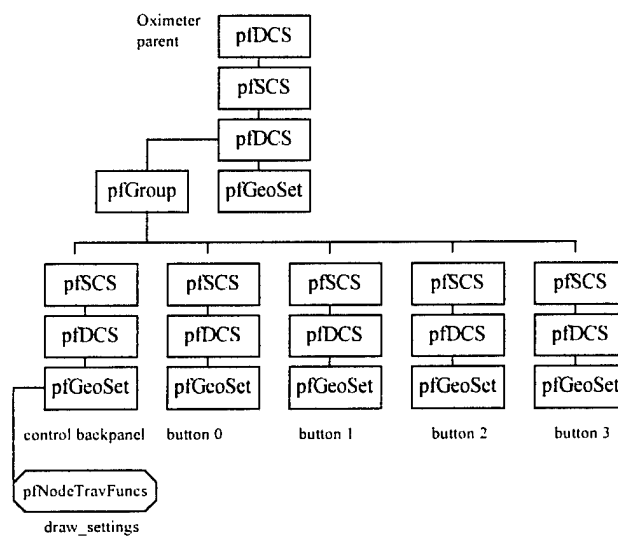 Oximeter
parent
pfDCS
pfSCS
pfDCS
pfGroup
pfGeoSet
pfSCS pfSCS pfSCS pfSCS pfSCS
pfDCS pfDCS pfDCS pfDCS pfDCS
pfGeoSet pfGeoSet pfGeoSet pfGeoSet pfGeoSet
control backpanel button 0 button 1 button 2 button 3
pfNodeTravFuncs
draw_settings